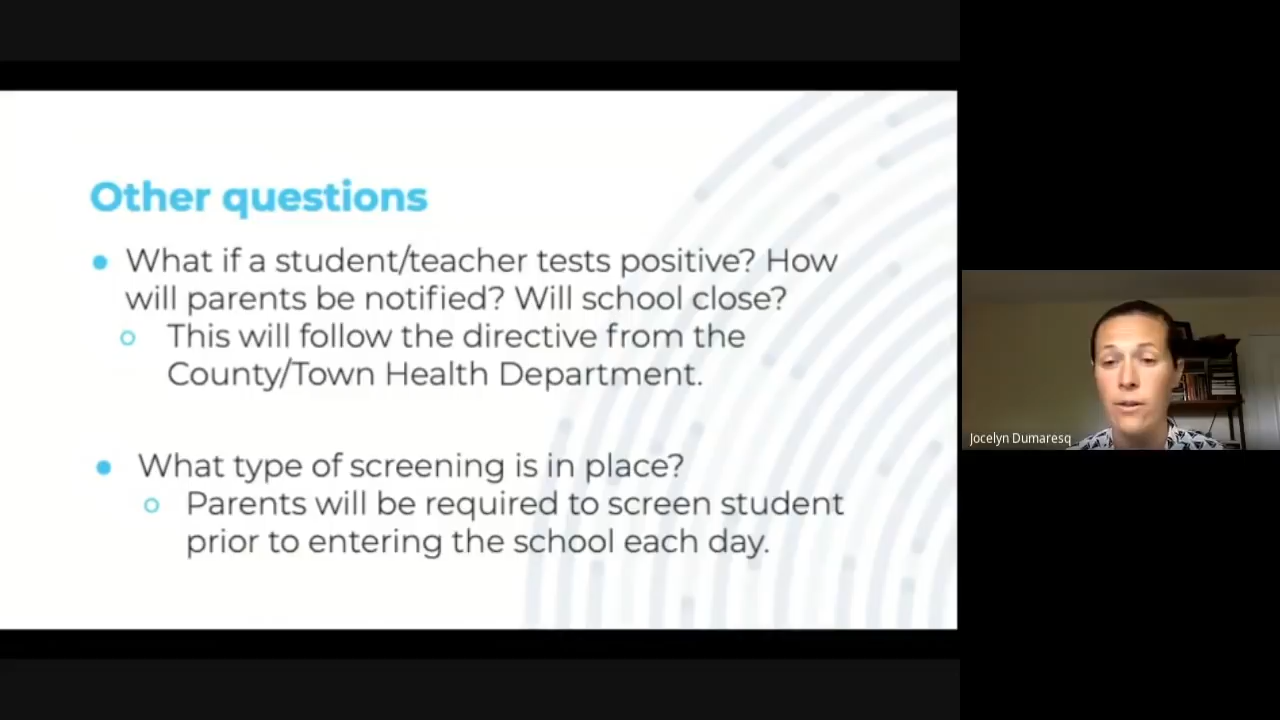 Other questions
What if a student/teacher tests positive? How
will parents be notified? Will school close?
This will follow the directive from the
County/Town Health Department.
What type of screening is in place?
Parents will be required to screen student
prior to entering the school each day.
Jocelyn Dumaresq